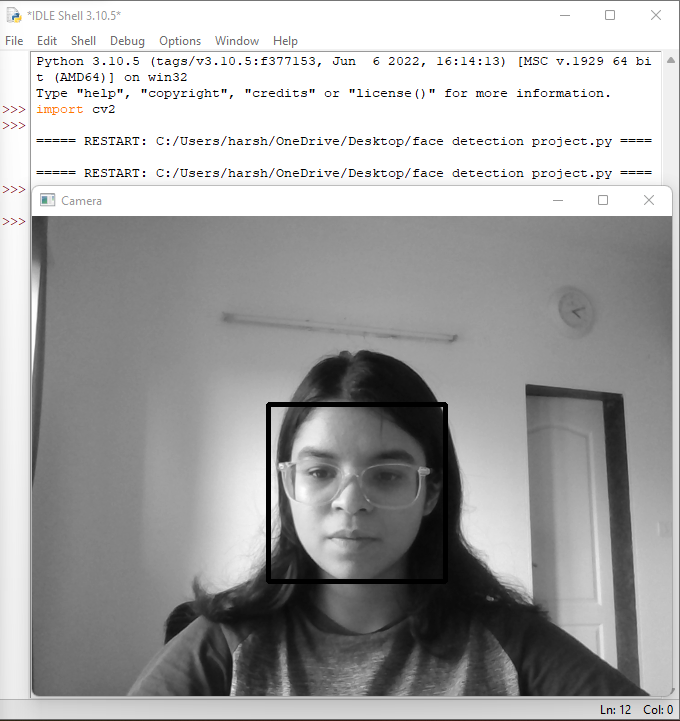 *IDLE Shell 3.10.5*
File Edit Shell Debug Options Window Help
Python 3.10.5 (tags/v3.10.5:f377153, Jun  6 2022, 16:14:13) [MSC v.1929 64 bi
t (AMD64)] on win32
Type "help", "copyright", "credits" or "license()" for more information.
>>> import cv2
>>>
===== RESTART: C:/Users/harsh/OneDrive/Desktop/face detection project.py ====
===== RESTART: C:/Users/harsh/OneDrive/Desktop/face detection project.py ====
>>>
Camera
>>>
Ln: 12 Col: 0